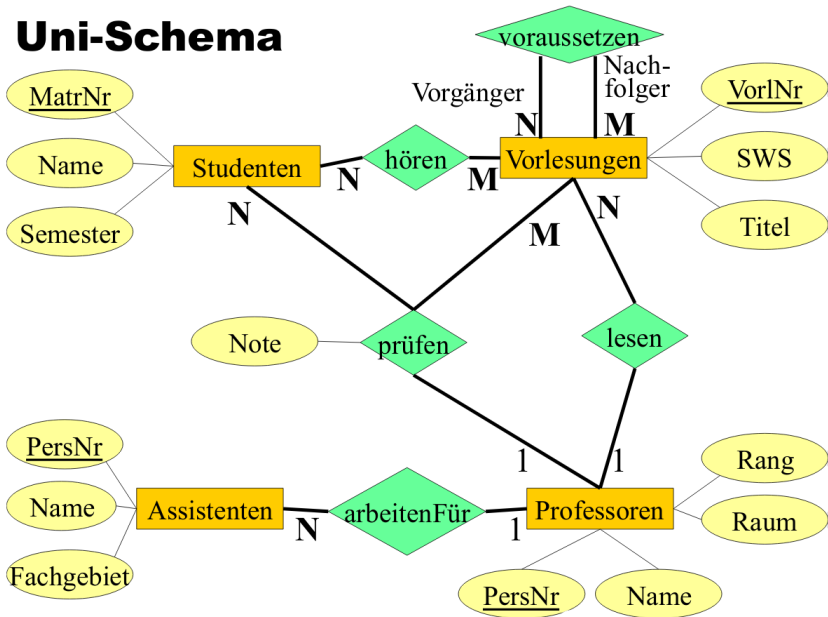 Uni-Schema
voraussetzen
MatrNr
Vorgänger
Nach-
folger
VorlNr
N
M
Name
Studenten
N
hören
M
Vorlesungen
SWS
Semester
N
M
N
Titel
Note
prüfen
lesen
PersNr
1
1
Rang
Name
Assistenten
N
arbeitenFür
1
Professoren
Raum
Fachgebiet
PersNr
Name